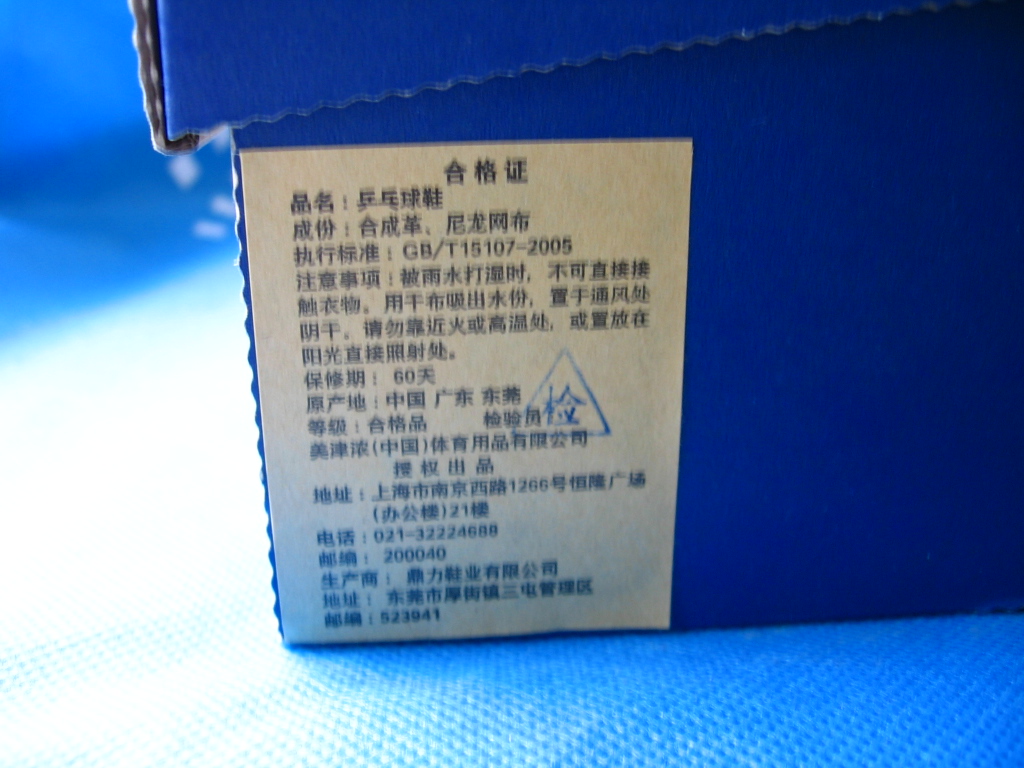 合格证
品名：乒乓球鞋
成份：合成革、尼龙网布
执行标准：GB/T15107-2005
注意事项：被雨水打湿时，不可直接接
触衣物。用干布吸出水份，置于通风处
阴干。请勿靠近火或高温处，或置放在
阳光直接照射处。
保修期： 60天
原产地：中国 广东 东莞
等级：合格品 检验员 检
美津浓(中国)体育用品有限公司
授权出品
地址：上海市南京西路1266号恒隆广场
(办公楼)21楼
电话：021-32224688
邮编： 200040
生产商： 鼎力鞋业有限公司
地址： 东莞市厚街镇三屯管理区
邮编：523941